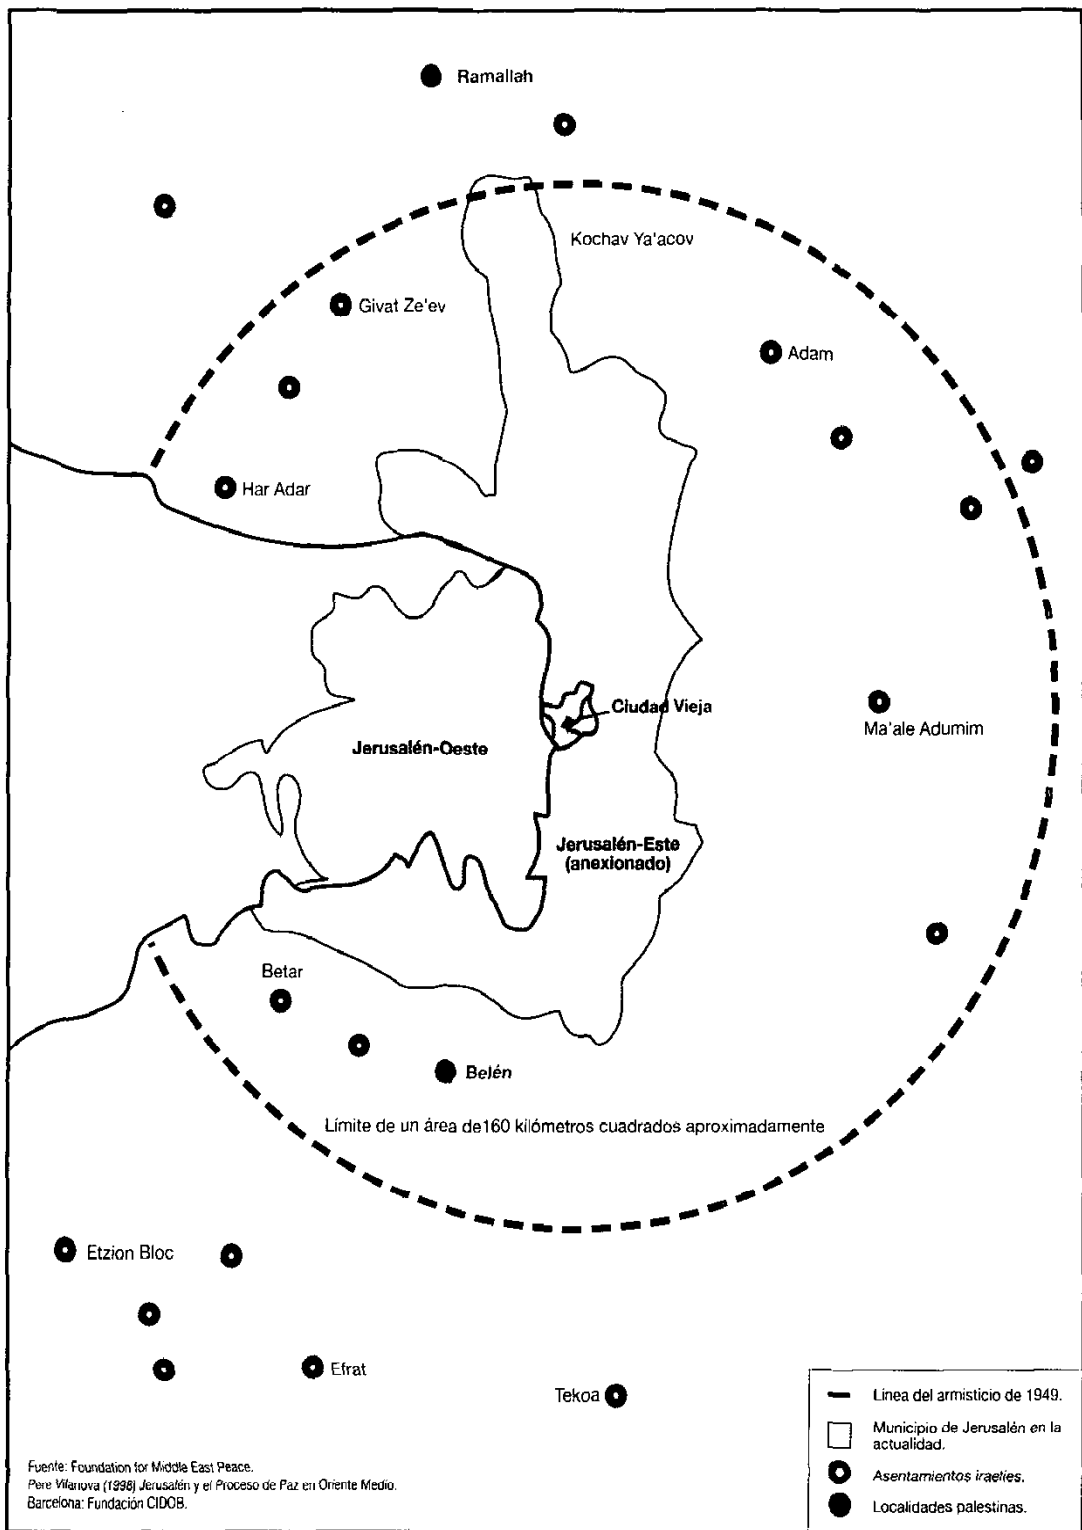 Ramallah
Kochav Ya'acov
Givat Ze'ev
Adam
Har Adar
Ciudad Vieja
Ma'ale Adumim
Jerusalén-Oeste
Jerusalén-Este
(anexionado)
Betar
Belén
Límite de un área de160 kilómetros cuadrados aproximadamente
Etzion Bloc
Efrat
Tekoa
Línea del armisticio de 1949.
Municipio de Jerusalén en la
actualidad.
Asentamientos iraelíes.
Localidades palestinas.
Fuente: Foundation for Middle East Peace.
Pere Vilanova (1998) Jerusalén y el Proceso de Paz en Oriente Medio.
Barcelona: Fundación CIDOB.